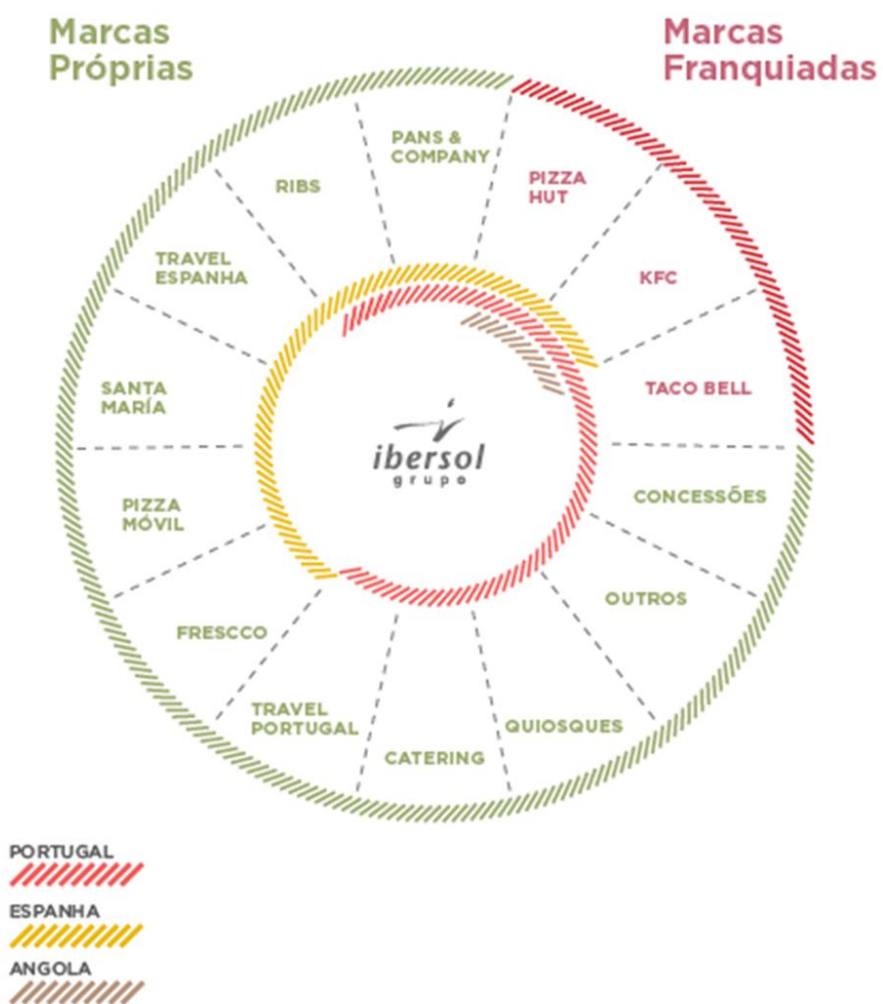 Marcas
Próprias
Marcas
Franquiadas
PANS &
COMPANY
PIZZA
HUT
RIBS
TRAVEL
ESPANHA
KFC
SANTA
MARÍA
TACO BELL
ibersol
grupo
CONCESSÕES
PIZZA
MÓVIL
OUTROS
FRESCCO
TRAVEL
PORTUGAL
QUIOSQUES
CATERING
PORTUGAL
ESPANHA
ANGOLA